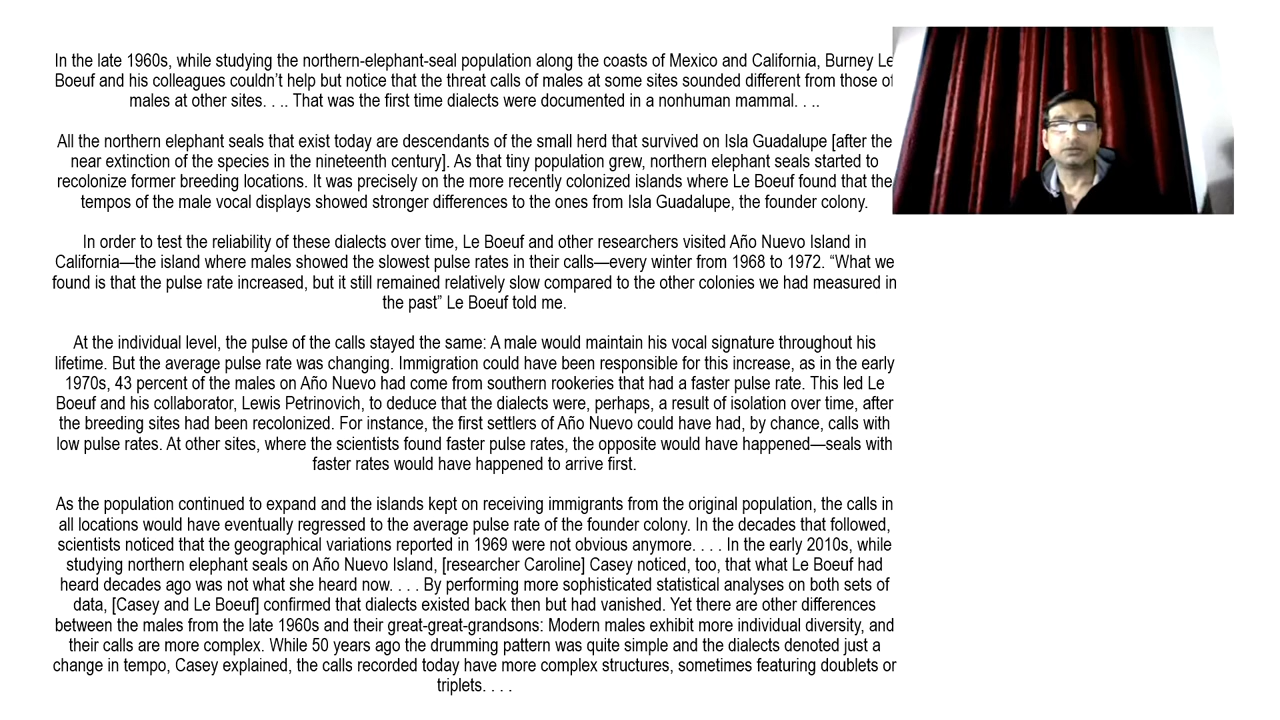 In the late 1960s, while studying the northern-elephant-seal population along the coasts of Mexico and California, Burney Le
Boeuf and his colleagues couldn’t help but notice that the threat calls of males at some sites sounded different from those of
males at other sites. . .. That was the first time dialects were documented in a nonhuman mammal. . ..
All the northern elephant seals that exist today are descendants of the small herd that survived on Isla Guadalupe [after the
near extinction of the species in the nineteenth century]. As that tiny population grew, northern elephant seals started to
recolonize former breeding locations. It was precisely on the more recently colonized islands where Le Boeuf found that the
tempos of the male vocal displays showed stronger differences to the ones from Isla Guadalupe, the founder colony.
In order to test the reliability of these dialects over time, Le Boeuf and other researchers visited Año Nuevo Island in
California—the island where males showed the slowest pulse rates in their calls—every winter from 1968 to 1972. “What we
found is that the pulse rate increased, but it still remained relatively slow compared to the other colonies we had measured in
the past” Le Boeuf told me.
At the individual level, the pulse of the calls stayed the same: A male would maintain his vocal signature throughout his
lifetime. But the average pulse rate was changing. Immigration could have been responsible for this increase, as in the early
1970s, 43 percent of the males on Año Nuevo had come from southern rookeries that had a faster pulse rate. This led Le
Boeuf and his collaborator, Lewis Petrinovich, to deduce that the dialects were, perhaps, a result of isolation over time, after
the breeding sites had been recolonized. For instance, the first settlers of Año Nuevo could have had, by chance, calls with
low pulse rates. At other sites, where the scientists found faster pulse rates, the opposite would have happened—seals with
faster rates would have happened to arrive first.
As the population continued to expand and the islands kept on receiving immigrants from the original population, the calls in
all locations would have eventually regressed to the average pulse rate of the founder colony. In the decades that followed,
scientists noticed that the geographical variations reported in 1969 were not obvious anymore. . . . In the early 2010s, while
studying northern elephant seals on Año Nuevo Island, [researcher Caroline] Casey noticed, too, that what Le Boeuf had
heard decades ago was not what she heard now. . . . By performing more sophisticated statistical analyses on both sets of
data, [Casey and Le Boeuf] confirmed that dialects existed back then but had vanished. Yet there are other differences
between the males from the late 1960s and their great-great-grandsons: Modern males exhibit more individual diversity, and
their calls are more complex. While 50 years ago the drumming pattern was quite simple and the dialects denoted just a
change in tempo, Casey explained, the calls recorded today have more complex structures, sometimes featuring doublets or
triplets. . . .